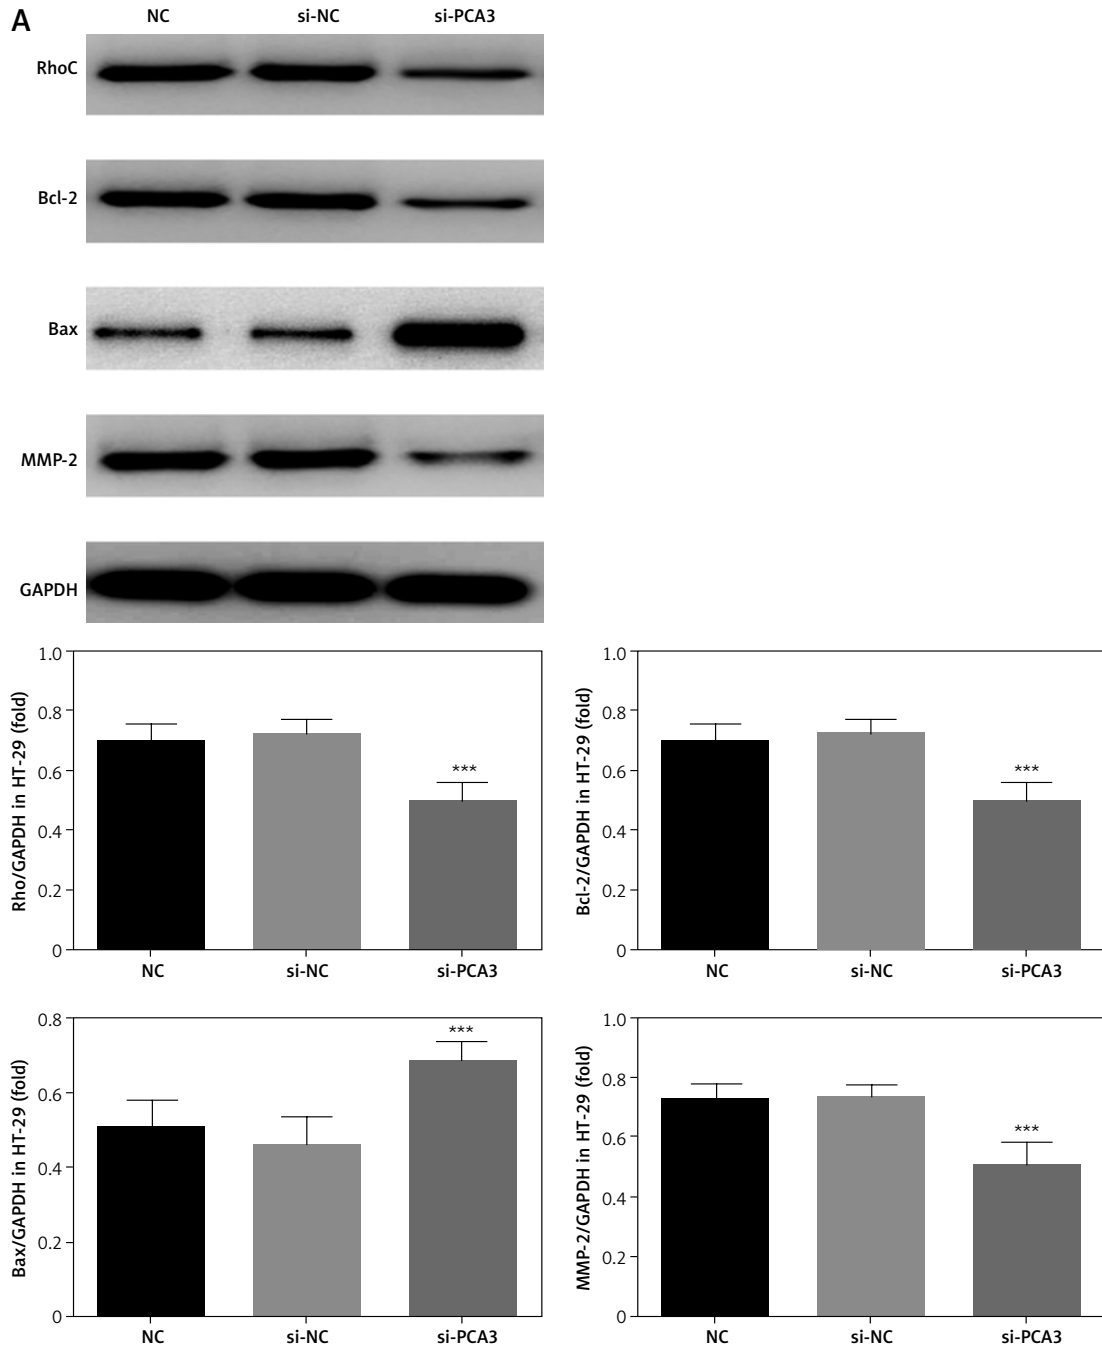 A
NC si-NC si-PCA3
RhoC
Bcl-2
Bax
MMP-2
GAPDH
Rho/GAPDH in HT-29 (fold)
1.0
0.8
0.6
0.4
0.2
0
***
NC si-NC si-PCA3
Bcl-2/GAPDH in HT-29 (fold)
1.0
0.8
0.6
0.4
0.2
0
***
NC si-NC si-PCA3
Bax/GAPDH in HT-29 (fold)
0.8
0.6
0.4
0.2
0
***
NC si-NC si-PCA3
MMP-2/GAPDH in HT-29 (fold)
1.0
0.8
0.6
0.4
0.2
0
***
NC si-NC si-PCA3